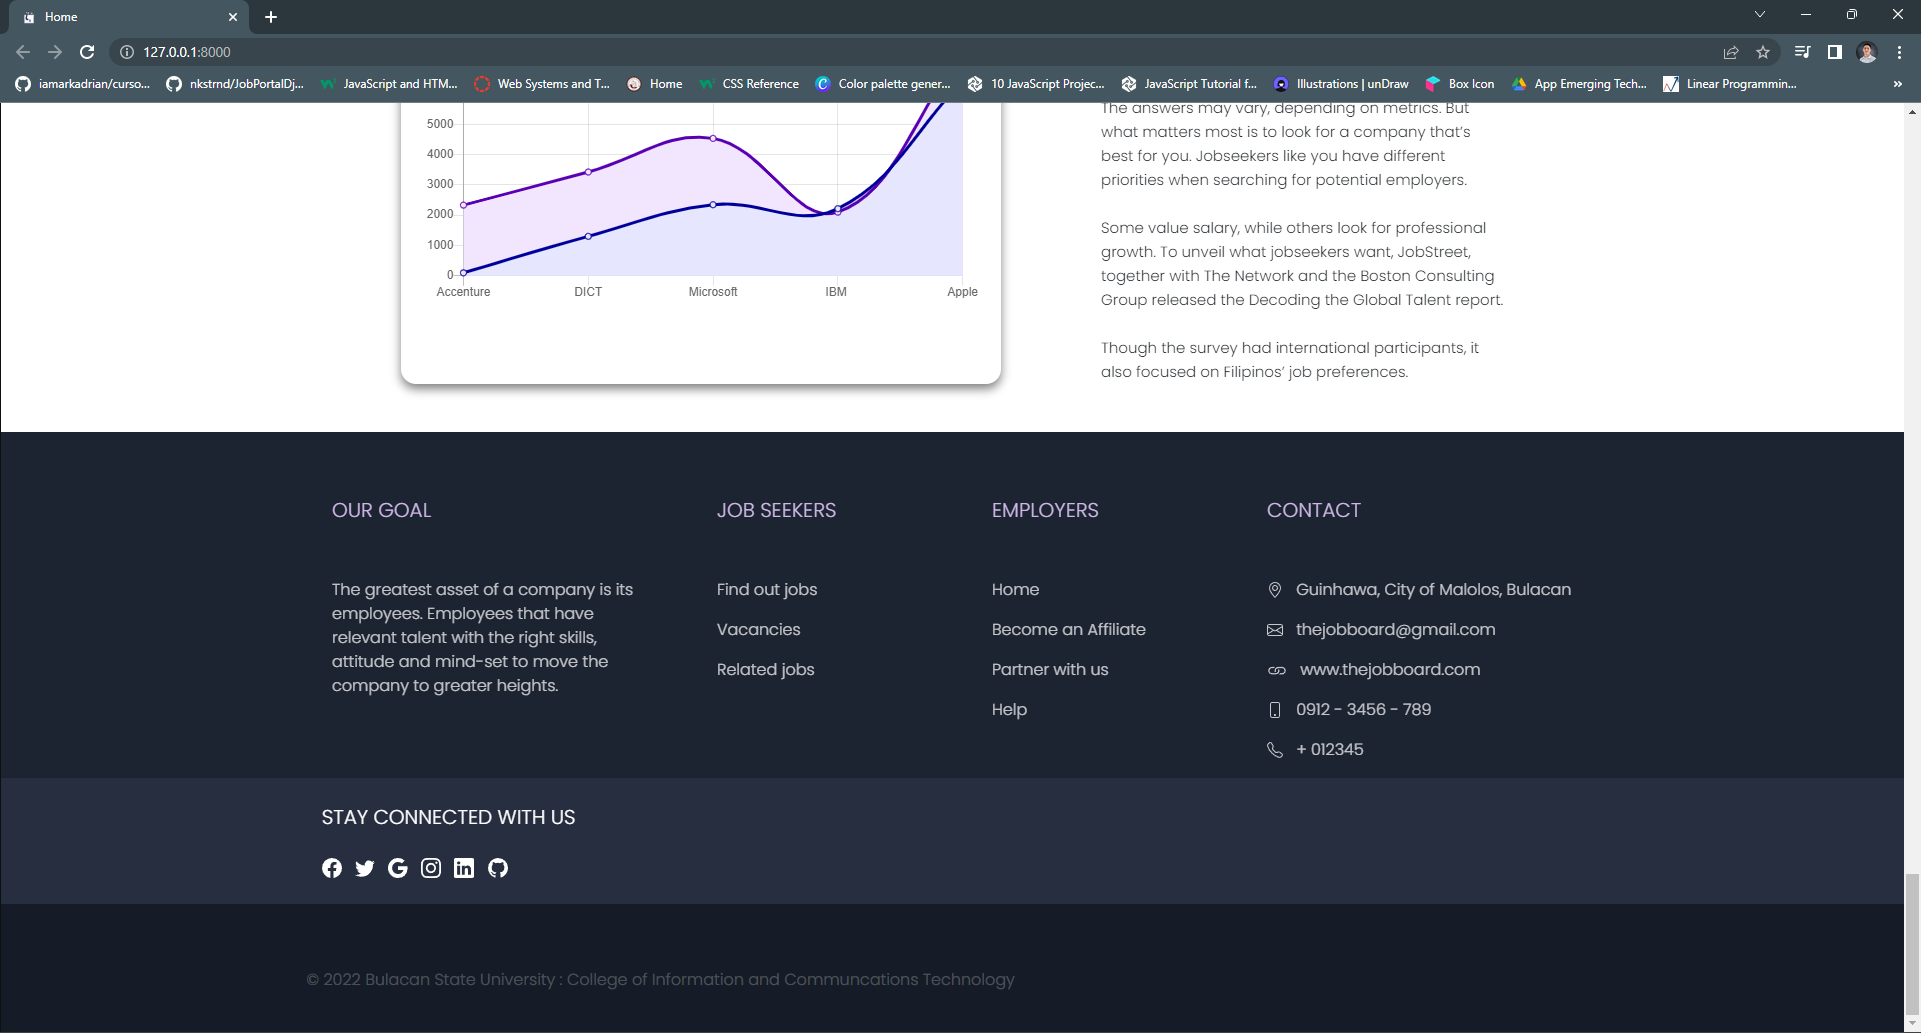 Home
127.0.0.1:8000
iamarkadrian/curso...
nkstrnd/JobPortalDj...
JavaScript and HTM...
Web Systems and T...
Home
CSS Reference
Color palette gener...
10 JavaScript Projec...
JavaScript Tutorial f...
Illustrations | unDraw
Box Icon
App Emerging Tech...
Linear Programmin...
»
5000
4000
3000
2000
1000
0
Accenture
DICT
Microsoft
IBM
Apple
The answers may vary, depending on metrics. But
what matters most is to look for a company that’s
best for you. Jobseekers like you have different
priorities when searching for potential employers.
Some value salary, while others look for professional
growth. To unveil what jobseekers want, JobStreet,
together with The Network and the Boston Consulting
Group released the Decoding the Global Talent report.
Though the survey had international participants, it
also focused on Filipinos’ job preferences.
OUR GOAL
The greatest asset of a company is its
employees. Employees that have
relevant talent with the right skills,
attitude and mind-set to move the
company to greater heights.
JOB SEEKERS
Find out jobs
Vacancies
Related jobs
EMPLOYERS
Home
Become an Affiliate
Partner with us
Help
CONTACT
Guinhawa, City of Malolos, Bulacan
thejobboard@gmail.com
www.thejobboard.com
0912 - 3456 - 789
+ 012345
STAY CONNECTED WITH US
© 2022 Bulacan State University : College of Information and Communcations Technology